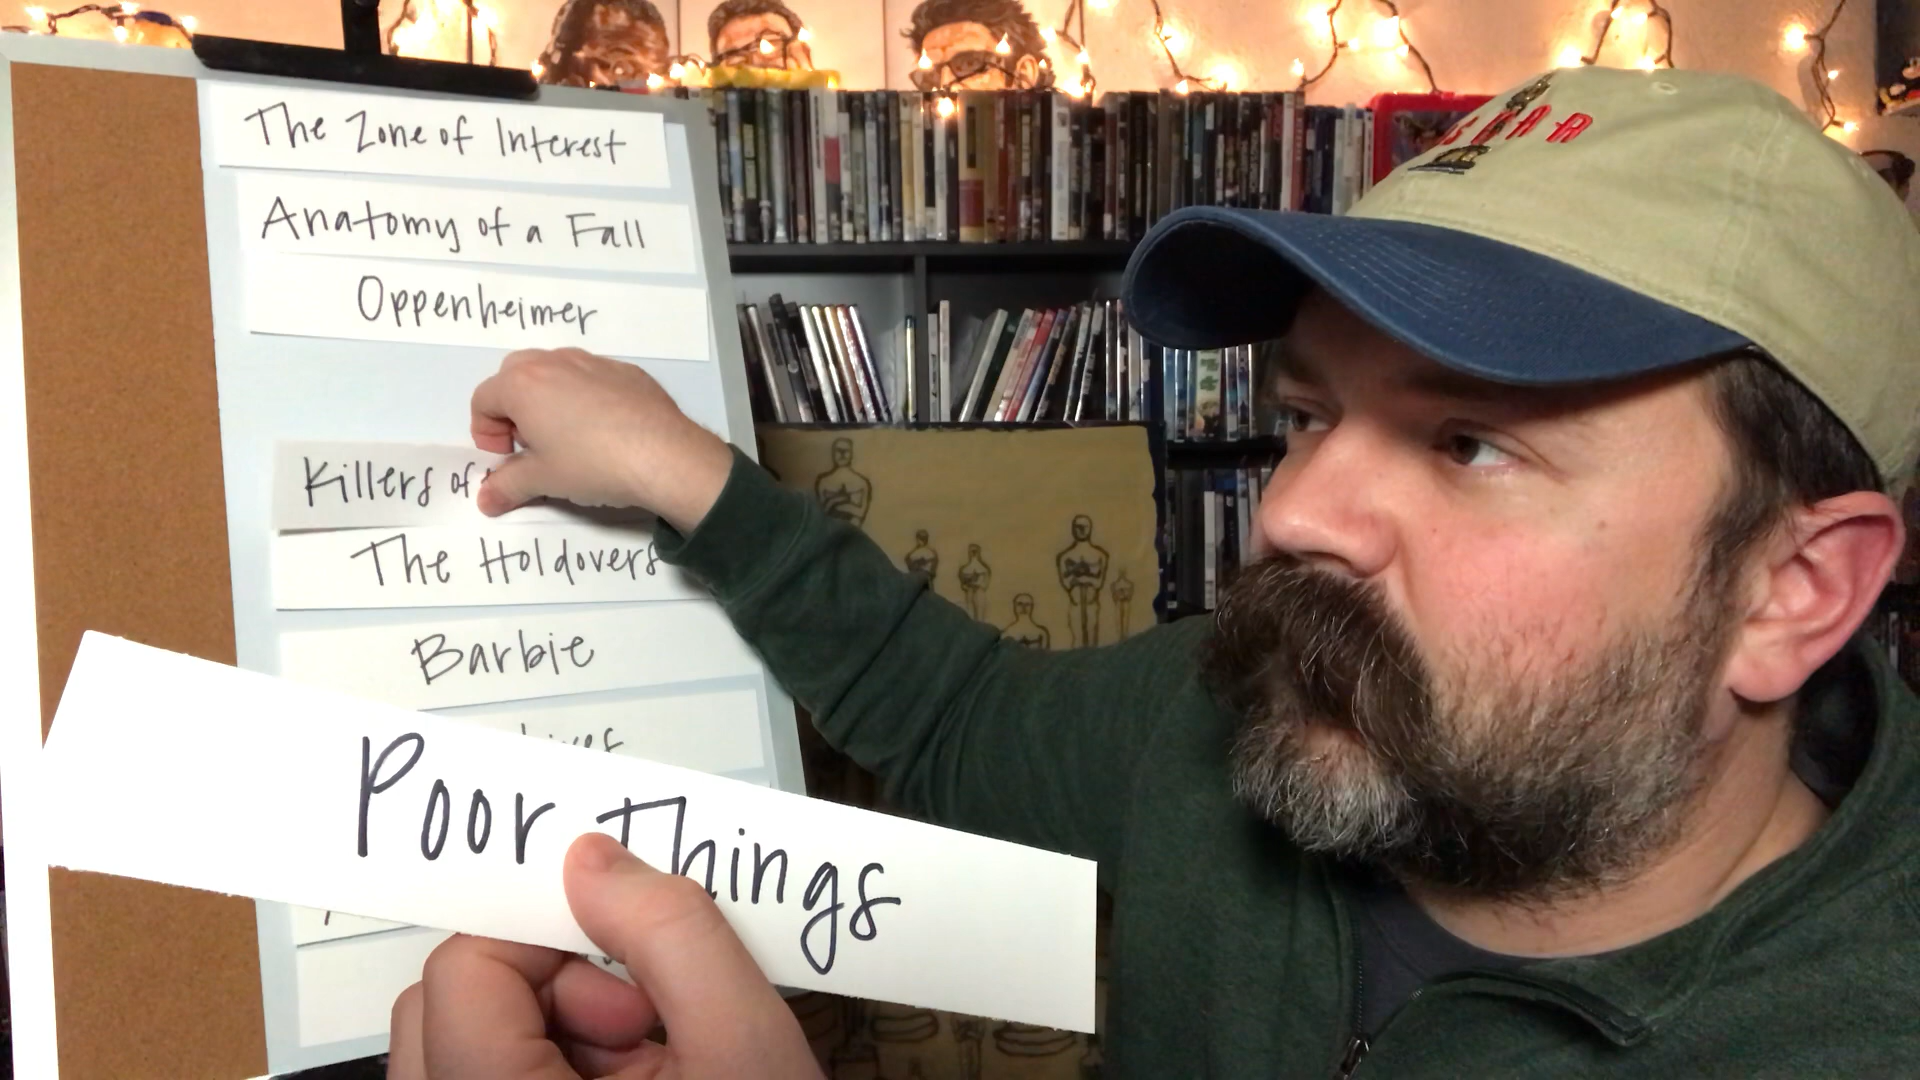 The Zone of Interest
Anatomy of a Fall
Oppenheimer
Killers of
The Holdovers
Barbie
Poor Things